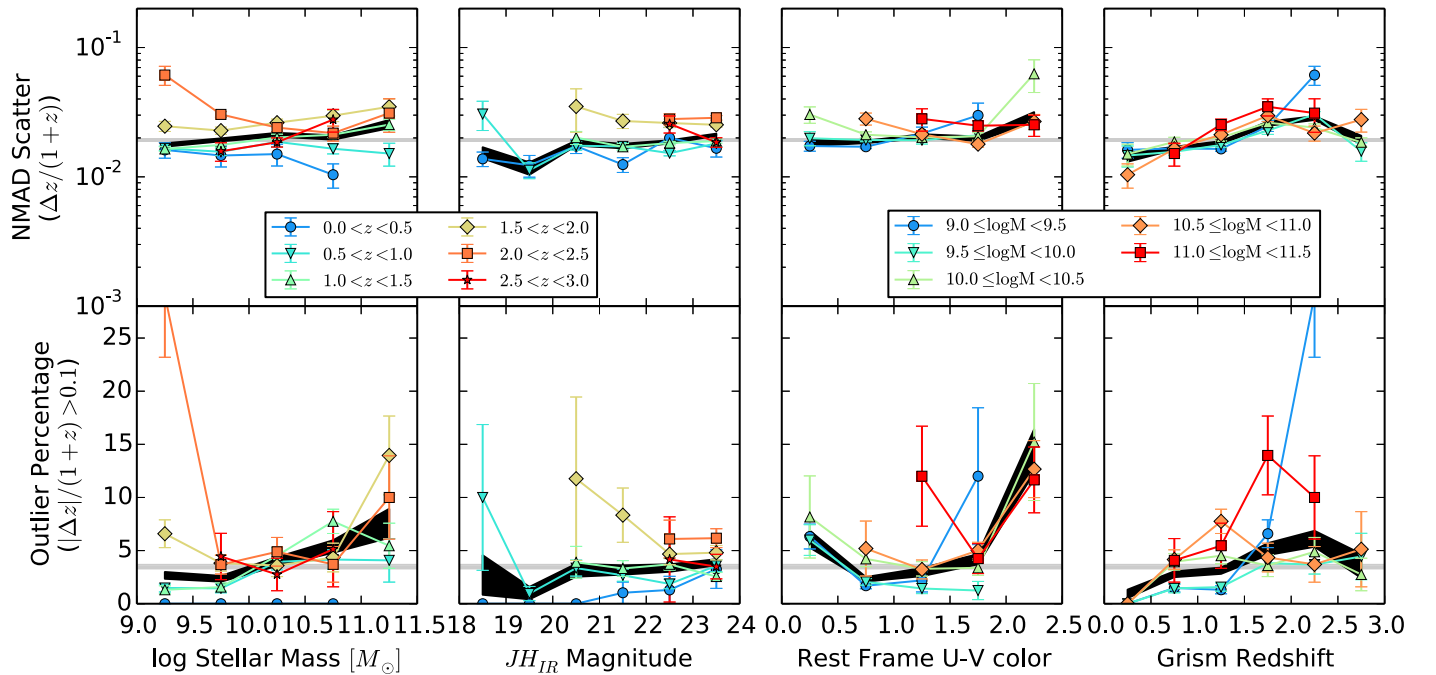 10⁻¹
10⁻²
10⁻³
NMAD Scatter
(Δz/(1+z))
0.0<z<0.5
0.5<z<1.0
1.0<z<1.5
1.5<z<2.0
2.0<z<2.5
2.5<z<3.0
9.0≤logM<9.5
9.5≤logM<10.0
10.0≤logM<10.5
10.5≤logM<11.0
11.0≤logM<11.5
25
20
15
10
5
0
Outlier Percentage
(|Δz|/(1+z)>0.1)
9.0 9.5 10.0 10.5 11.0 11.5
18 19 20 21 22 23 24
0.0 0.5 1.0 1.5 2.0 2.5
0.0 0.5 1.0 1.5 2.0 2.5 3.0
log Stellar Mass [M⊙]
JH_IR Magnitude
Rest Frame U-V color
Grism Redshift